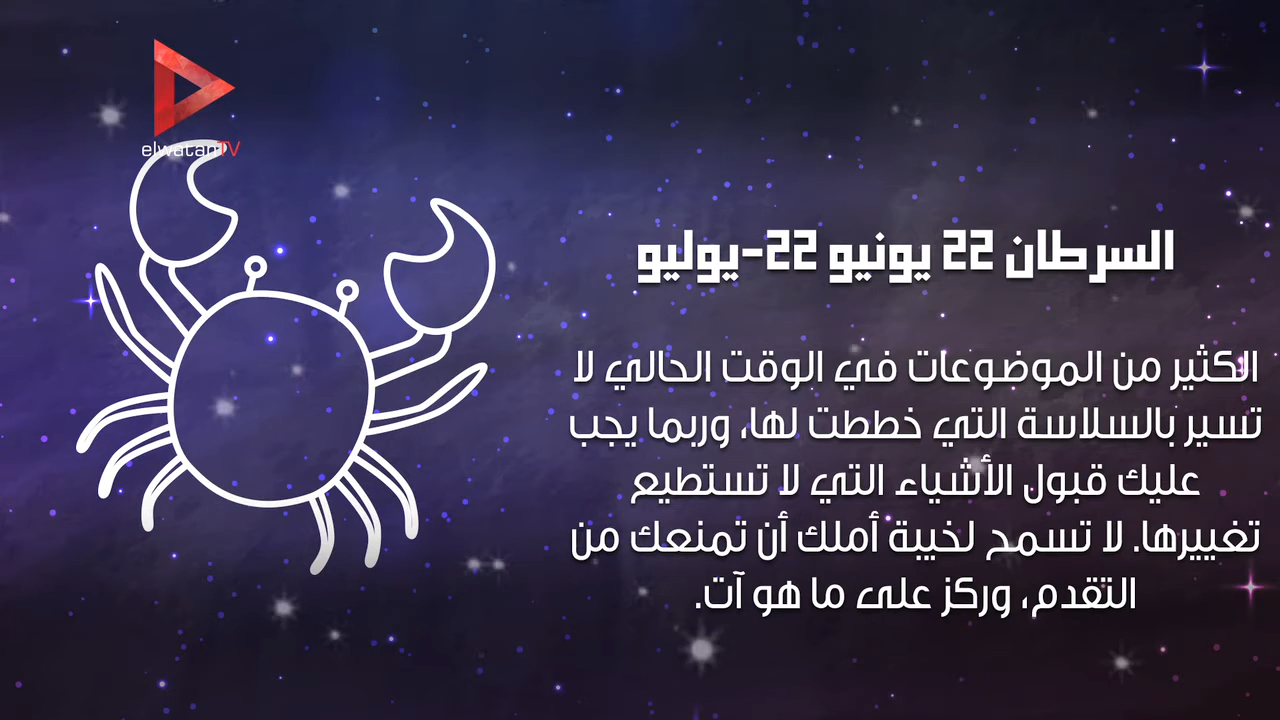 elwatanTV
السرطان 22 يونيو 22-يوليو
الكثير من الموضوعات في الوقت الحالي لا
تسير بالسلاسة التي خططت لها، وربما يجب
عليك قبول الأشياء التي لا تستطيع
تغييرها. لا تسمح لخيبة أملك أن تمنعك من
التقدم، وركز على ما هو آت.